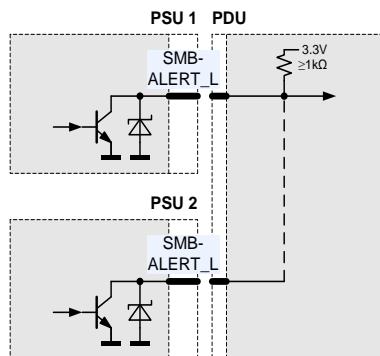 PSU 1 PDU
SMB-
ALERT_L
3.3V
≥1kΩ
PSU 2
SMB-
ALERT_L